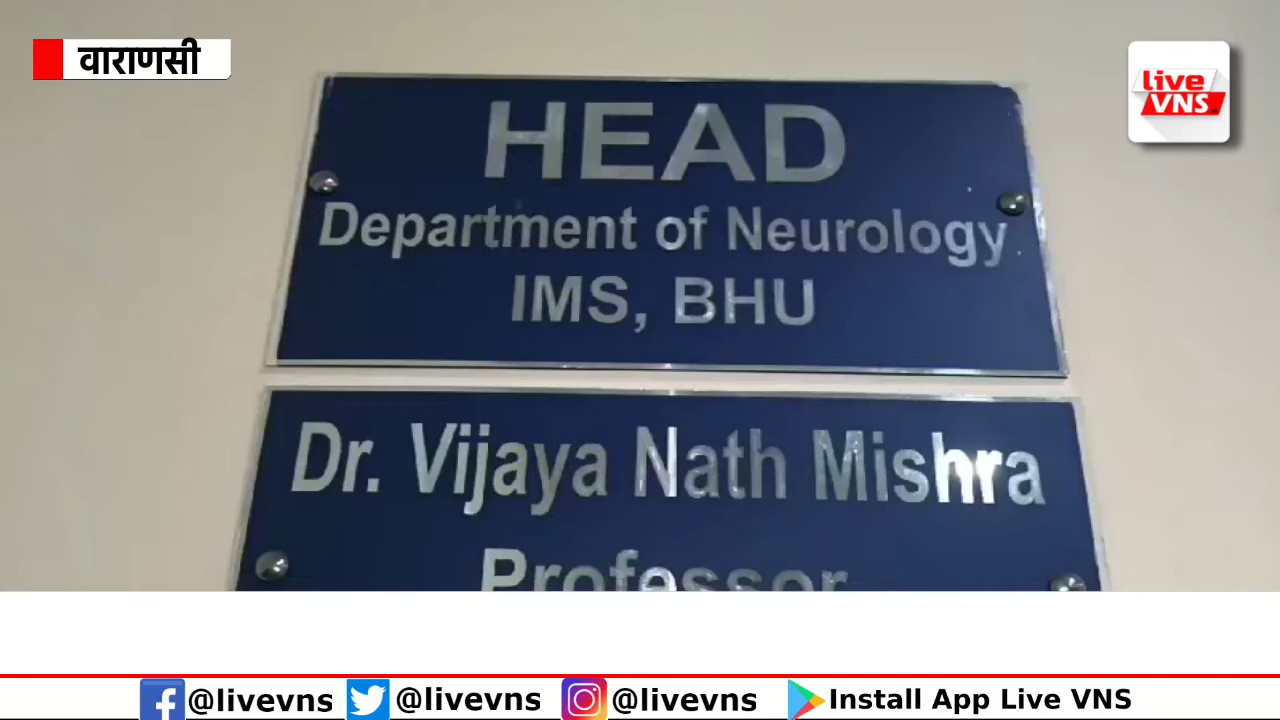 वाराणसी
live
VNS
HEAD
Department of Neurology
IMS, BHU
Dr. Vijaya Nath Mishra
Professor
@livevns @livevns @livevns Install App Live VNS